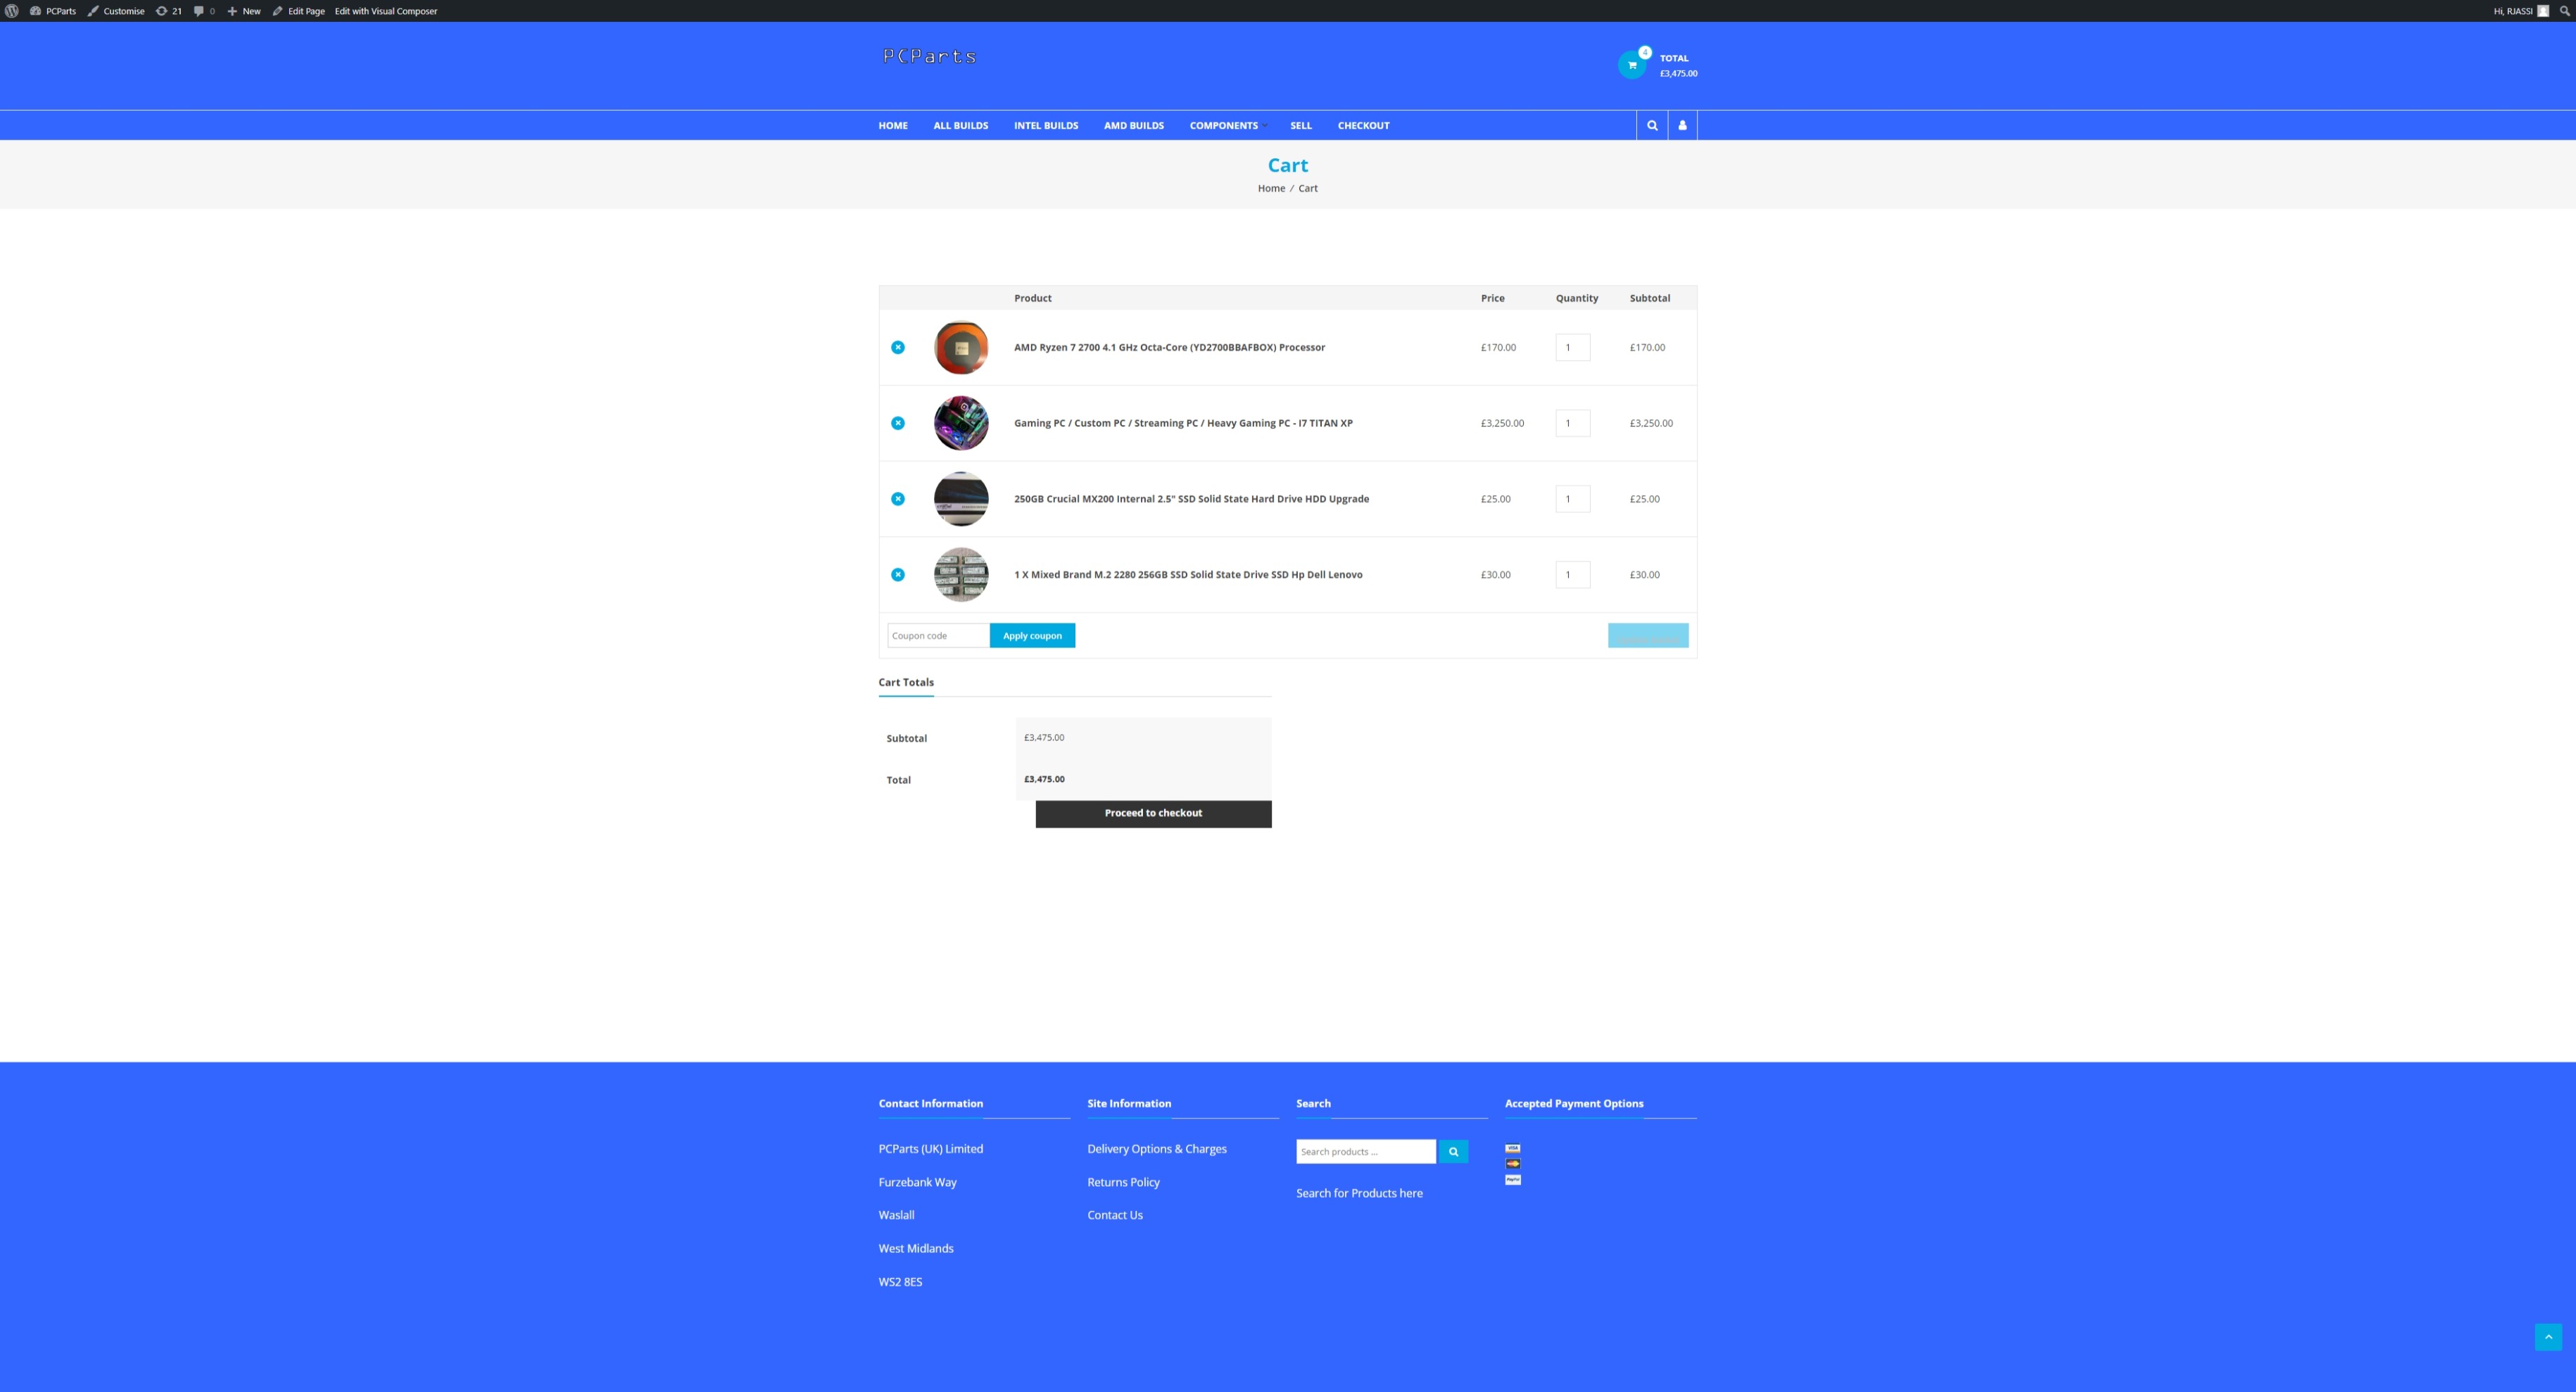 PCParts Customise 21 0 New Edit Page Edit with Visual Composer Hi, RJASSI
PCParts
4
TOTAL
£3,475.00
HOME ALL BUILDS INTEL BUILDS AMD BUILDS COMPONENTS SELL CHECKOUT
Cart
Home / Cart
Product Price Quantity Subtotal
AMD Ryzen 7 2700 4.1 GHz Octa-Core (YD2700BBAFBOX) Processor £170.00 1 £170.00
Gaming PC / Custom PC / Streaming PC / Heavy Gaming PC - I7 TITAN XP £3,250.00 1 £3,250.00
250GB Crucial MX200 Internal 2.5" SSD Solid State Hard Drive HDD Upgrade £25.00 1 £25.00
1 X Mixed Brand M.2 2280 256GB SSD Solid State Drive SSD Hp Dell Lenovo £30.00 1 £30.00
Coupon code Apply coupon
Cart Totals
Subtotal £3,475.00
Total £3,475.00
Proceed to checkout
Contact Information Site Information Search Accepted Payment Options
PCParts (UK) Limited Delivery Options & Charges Search products ... VISA
Furzebank Way Returns Policy Search for Products here PayPal
Waslall Contact Us
West Midlands
WS2 8ES